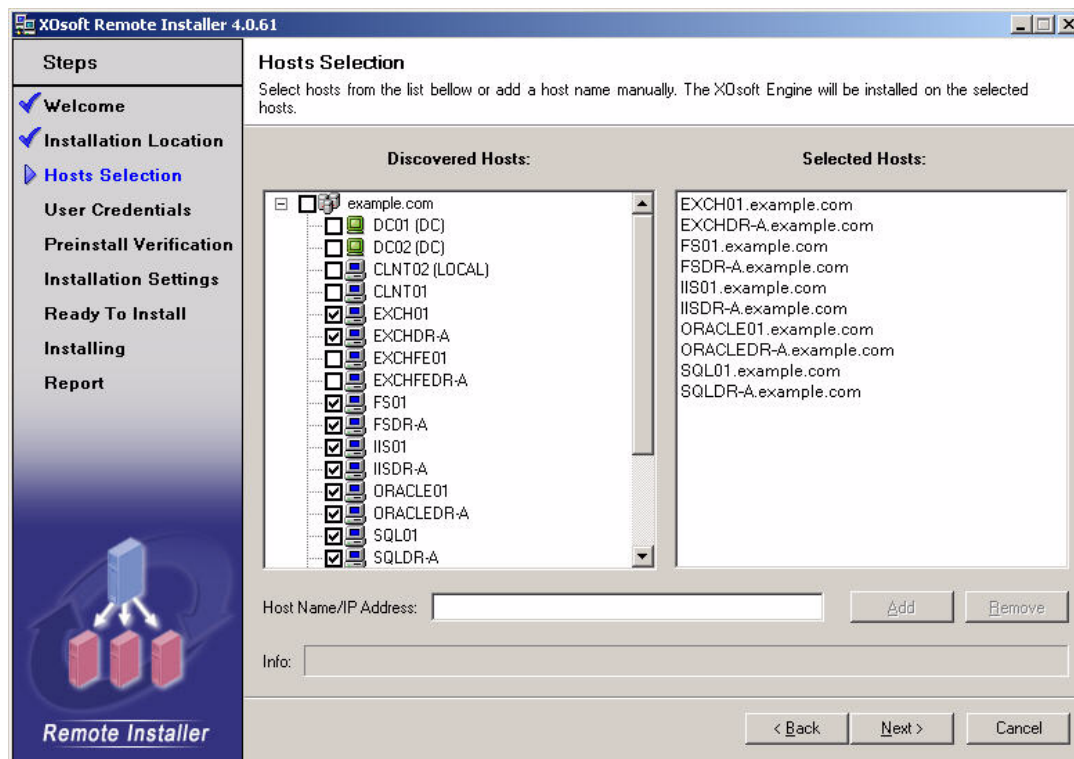 XOsoft Remote Installer 4.0.61
Steps
Welcome
Installation Location
Hosts Selection
User Credentials
Preinstall Verification
Installation Settings
Ready To Install
Installing
Report
Remote Installer
Hosts Selection
Select hosts from the list bellow or add a host name manually. The XOsoft Engine will be installed on the selected
hosts.
Discovered Hosts:
example.com
DC01 (DC)
DC02 (DC)
CLNT02 (LOCAL)
CLNT01
EXCH01
EXCHDR-A
EXCHFE01
EXCHFEDR-A
FS01
FSDR-A
IIS01
IISDR-A
ORACLE01
ORACLEDR-A
SQL01
SQLDR-A
Selected Hosts:
EXCH01.example.com
EXCHDR-A.example.com
FS01.example.com
FSDR-A.example.com
IIS01.example.com
IISDR-A.example.com
ORACLE01.example.com
ORACLEDR-A.example.com
SQL01.example.com
SQLDR-A.example.com
Host Name/IP Address:
Add
Remove
Info:
< Back
Next >
Cancel